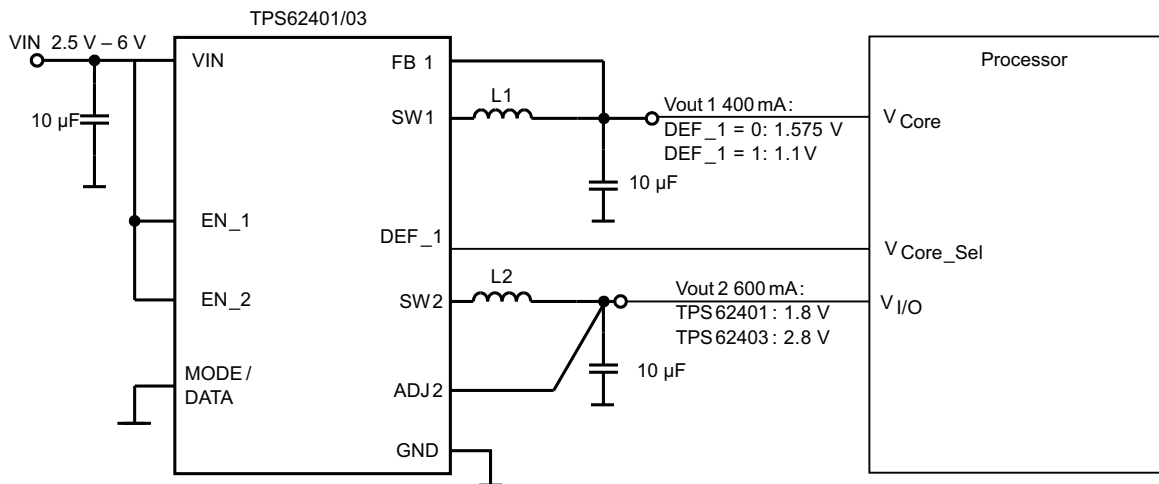 TPS62401/03
VIN 2.5 V – 6 V
VIN
FB 1
Processor
L1
10 µF
SW1
Vout 1 400 mA:
V Core
DEF_1 = 0: 1.575 V
DEF_1 = 1: 1.1V
10 µF
EN_1
DEF_1
V Core_Sel
L2
EN_2
SW2
Vout 2 600 mA:
V I/O
TPS62401: 1.8 V
TPS62403: 2.8 V
MODE/
DATA
ADJ2
10 µF
GND